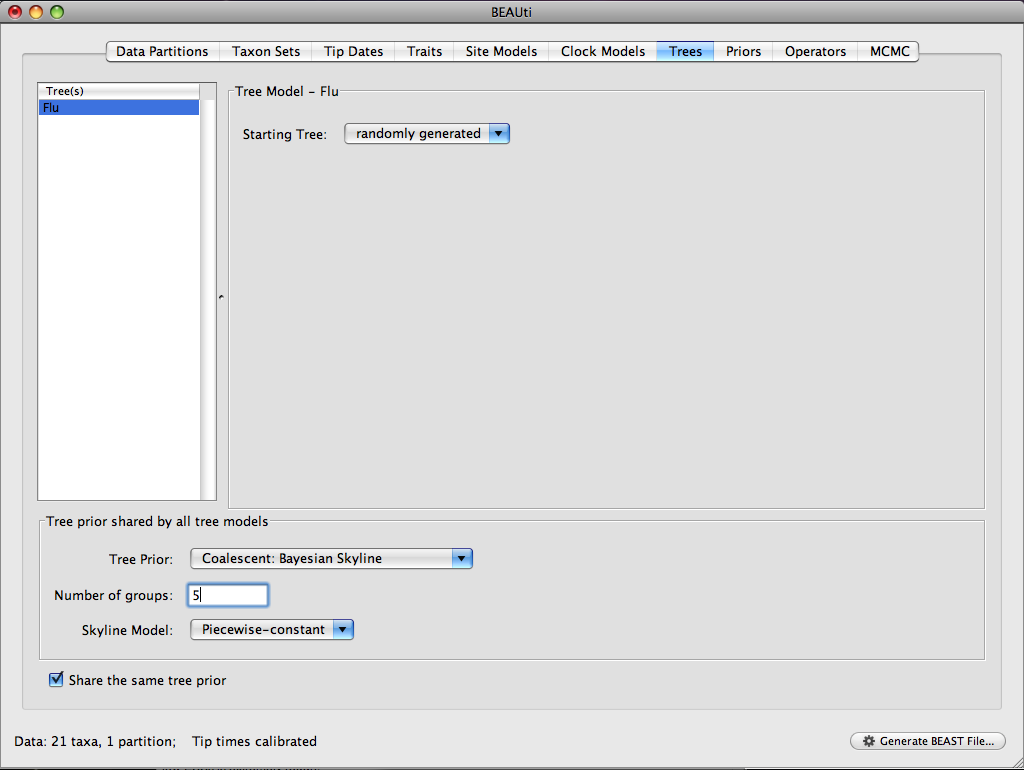 BEAUti
Data Partitions Taxon Sets Tip Dates Traits Site Models Clock Models Trees Priors Operators MCMC
Tree(s)
Flu
Tree Model - Flu
Starting Tree: randomly generated
Tree prior shared by all tree models
Tree Prior: Coalescent: Bayesian Skyline
Number of groups: 5
Skyline Model: Piecewise-constant
Share the same tree prior
Data: 21 taxa, 1 partition; Tip times calibrated
Generate BEAST File...